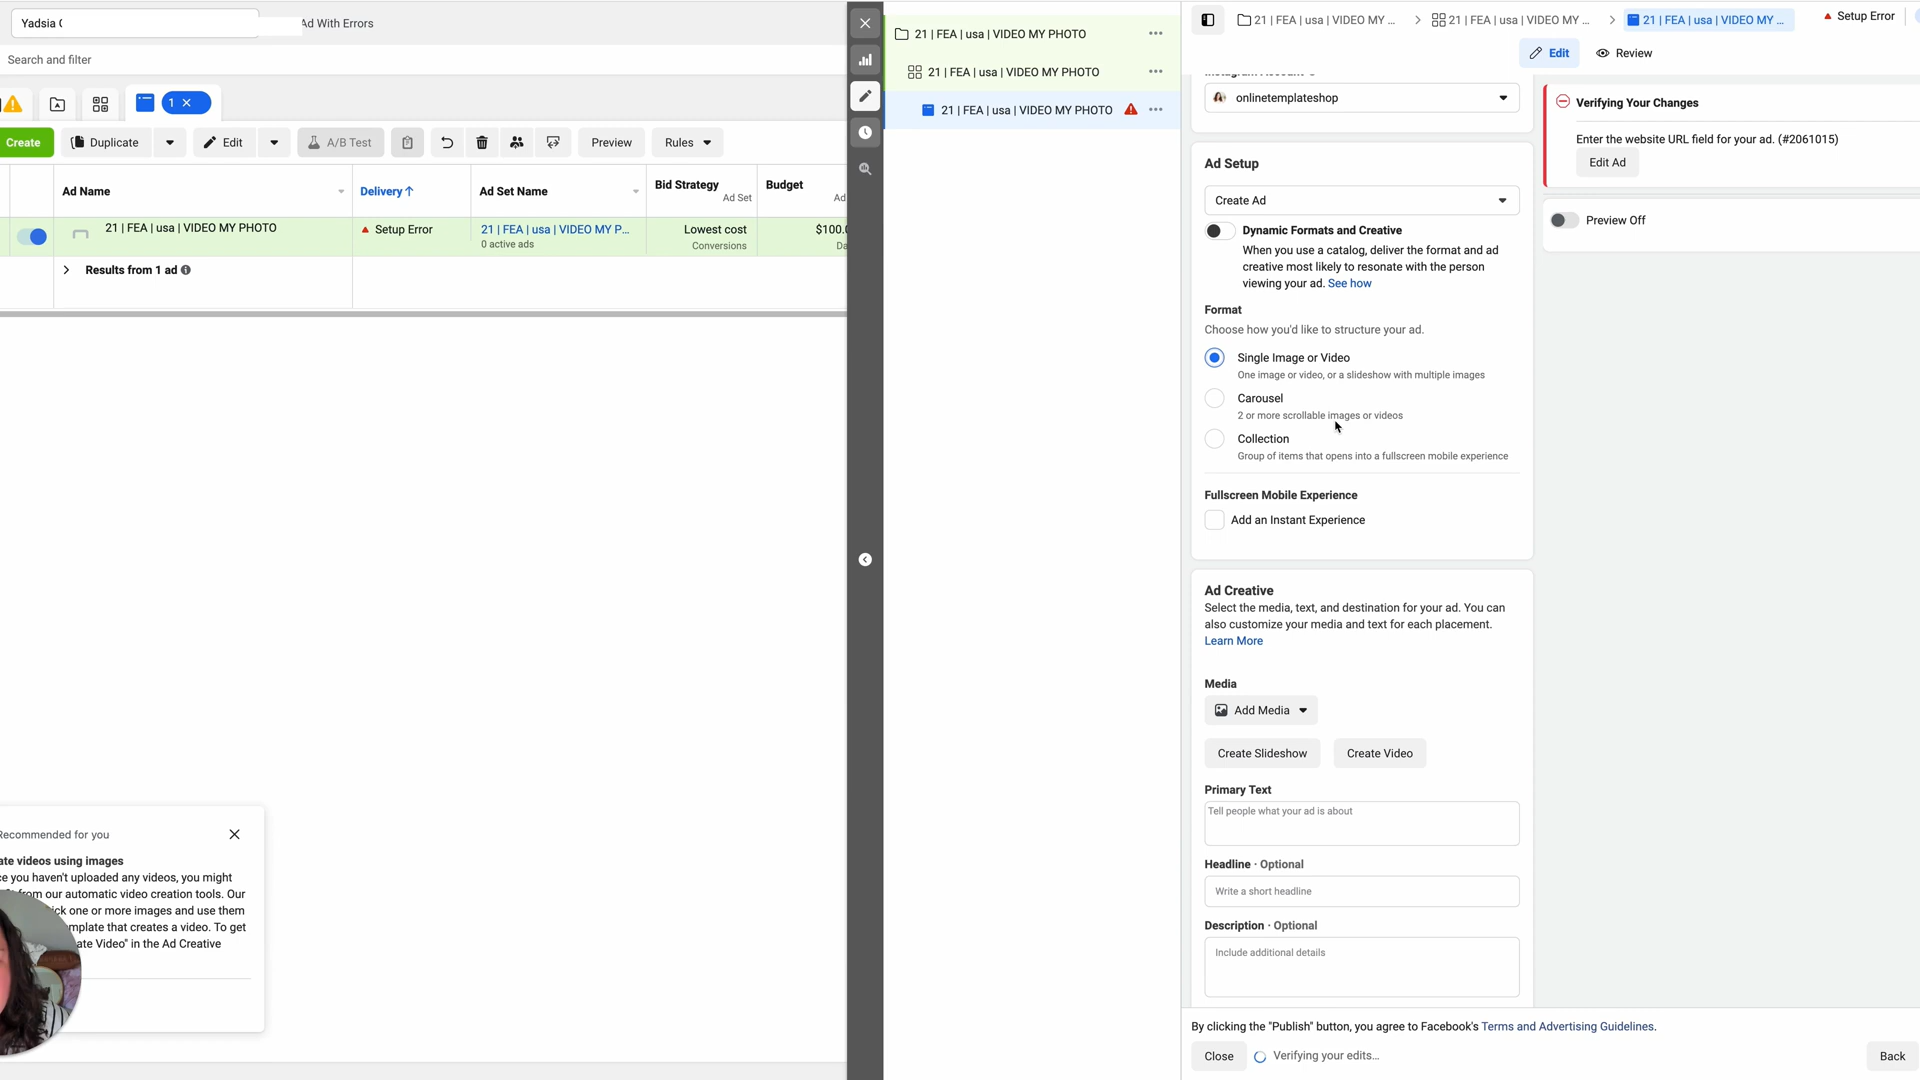 Yadsia
Ad With Errors
Search and filter
1
Create
Duplicate
Edit
A/B Test
Preview
Rules
Ad Name
Delivery ↑
Ad Set Name
Bid Strategy
Ad Set
Budget
Ad
21 | FEA | usa | VIDEO MY PHOTO
Setup Error
21 | FEA | usa | VIDEO MY P...
0 active ads
Lowest cost
Conversions
$100.0
Da
Results from 1 ad
Recommended for you
ate videos using images
ce you haven't uploaded any videos, you might
from our automatic video creation tools. Our
ick one or more images and use them
mplate that creates a video. To get
ate Video" in the Ad Creative
21 | FEA | usa | VIDEO MY PHOTO
21 | FEA | usa | VIDEO MY PHOTO
21 | FEA | usa | VIDEO MY PHOTO
21 | FEA | usa | VIDEO MY ...
21 | FEA | usa | VIDEO MY ...
21 | FEA | usa | VIDEO MY ...
Setup Error
Edit
Review
Instagram Account
onlinetemplateshop
Ad Setup
Create Ad
Dynamic Formats and Creative
When you use a catalog, deliver the format and ad
creative most likely to resonate with the person
viewing your ad. See how
Format
Choose how you'd like to structure your ad.
Single Image or Video
One image or video, or a slideshow with multiple images
Carousel
2 or more scrollable images or videos
Collection
Group of items that opens into a fullscreen mobile experience
Fullscreen Mobile Experience
Add an Instant Experience
Ad Creative
Select the media, text, and destination for your ad. You can
also customize your media and text for each placement.
Learn More
Media
Add Media
Create Slideshow
Create Video
Primary Text
Tell people what your ad is about
Headline · Optional
Write a short headline
Description · Optional
Include additional details
Verifying Your Changes
Enter the website URL field for your ad. (#2061015)
Edit Ad
Preview Off
By clicking the "Publish" button, you agree to Facebook's Terms and Advertising Guidelines.
Close
Verifying your edits...
Back